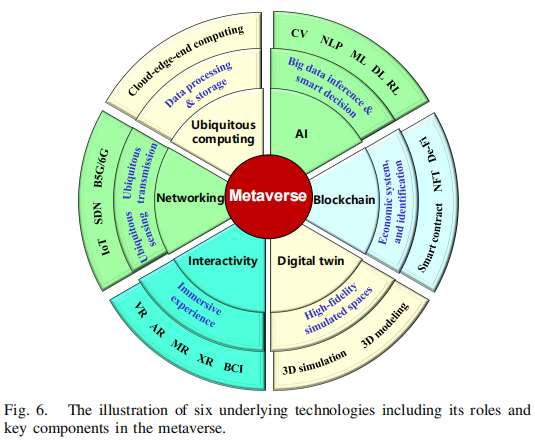 Cloud-edge-end computing
Data processing
& storage
Ubiquitous
computing
CV NLP ML DL RL
Big data inference &
smart decision
AI
B5G/6G
SDN
IoT
Ubiquitous
transmission
Ubiquitous
sensing
Networking
Metaverse
Blockchain
Economic system,
and identification
De-Fi
NFT
Smart contract
Interactivity
Immersive
experience
VR AR MR XR BCI
Digital twin
High-fidelity
simulated spaces
3D simulation 3D modeling
Fig. 6. The illustration of six underlying technologies including its roles and
key components in the metaverse.